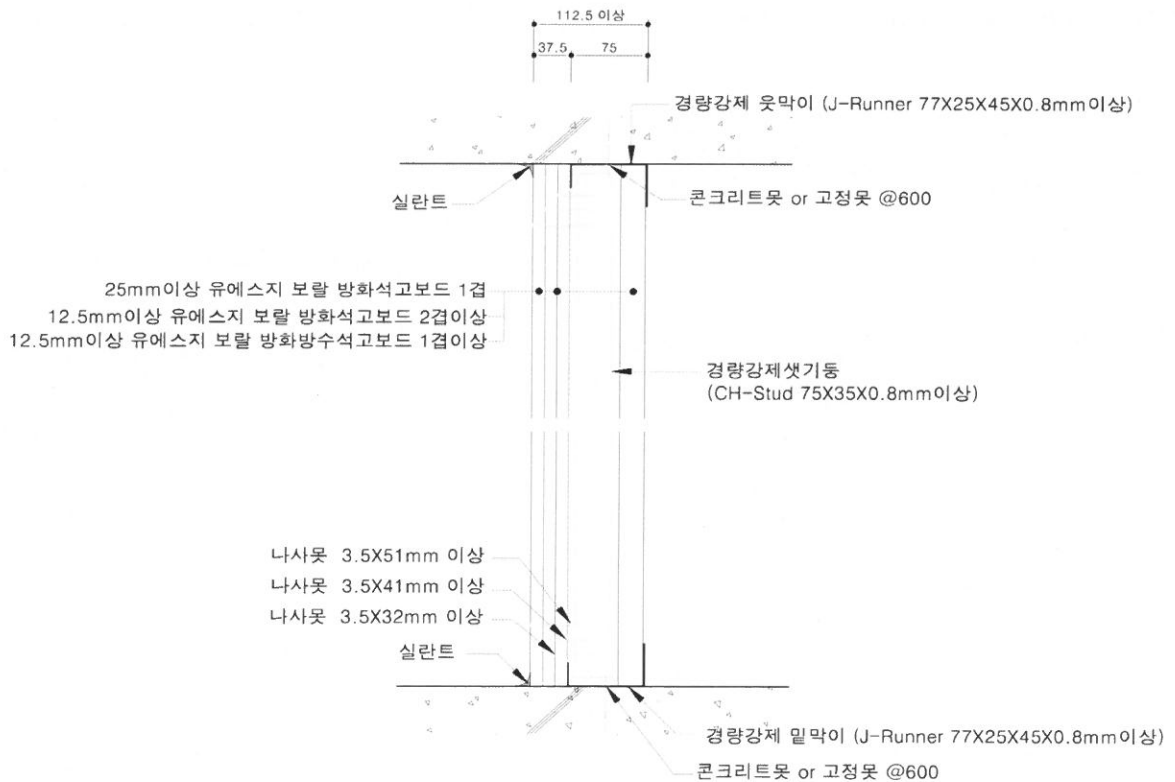 112.5 이상
37.5
75
경량강제 웃막이 (J-Runner 77X25X45X0.8mm이상)
실란트
콘크리트못 or 고정못 @600
25mm이상 유에스지 보랄 방화석고보드 1겹
12.5mm이상 유에스지 보랄 방화석고보드 2겹이상
12.5mm이상 유에스지 보랄 방화방수석고보드 1겹이상
경량강제샛기둥
(CH-Stud 75X35X0.8mm이상)
나사못 3.5X51mm 이상
나사못 3.5X41mm 이상
나사못 3.5X32mm 이상
실란트
경량강제 밑막이 (J-Runner 77X25X45X0.8mm이상)
콘크리트못 or 고정못 @600